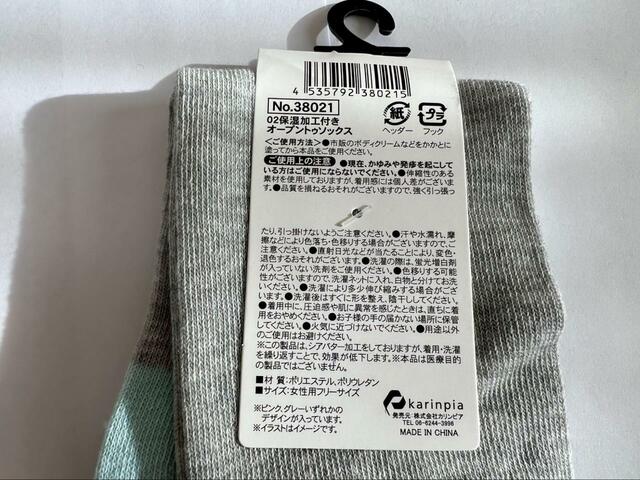 4 535792 380215
No.38021
02保湿加工付き
オープントゥソックス
紙
プラ
ヘッダー
フック
<ご使用方法>●市販のボディクリームなどをかかとに
塗ってから本品をご使用ください。
ご使用上の注意 ●現在、かゆみや発疹を起こして
いる方はご使用にならないでください。●伸縮性のある
素材を使用しておりますが、着用感には個人差がございま
す。●品質を損ねるおそれがございますので、強く引っ張っ
たり、引っ掛けないようご注意ください。●汗や水濡れ、摩
擦などにより色落ち・色移りする場合がございますので、ご
注意ください。●直射日光などが当たることにより、変色・
退色するおそれがございます。●洗濯の際は、蛍光増白剤
が入っていない洗剤をご使用ください。●色移りする可能
性がございますので、洗濯ネットに入れ、白物と分けてお洗
いください。●洗濯により多少伸び縮みする場合がござい
ます。●洗濯後はすぐに形を整え、陰干ししてください。
●着用中に、圧迫感や肌に異常を感じたときは、直ちに着
用をおやめください。●お子様の手の届かない場所に保管
してください。●火気に近づけないでください。●用途以外
のご使用はお避けください。
※この製品は、シアバター加工をしておりますが、着用・洗濯
を繰り返すことで、効果が低下します。※本品は医療目的
の製品ではございません。
■材 質:ポリエステル、ポリウレタン
■サイズ:女性用フリーサイズ
※ピンク、グレーいずれかの
デザインが入っています。
※イラストはイメージです。
karinpia
発売元:株式会社カリンピア
TEL 06-6244-3998
MADE IN CHINA